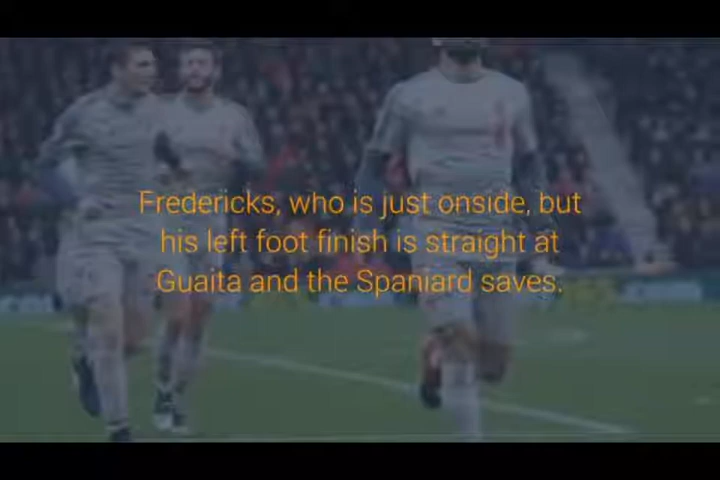 Fredericks, who is just onside, but
his left foot finish is straight at
Guaita and the Spaniard saves.